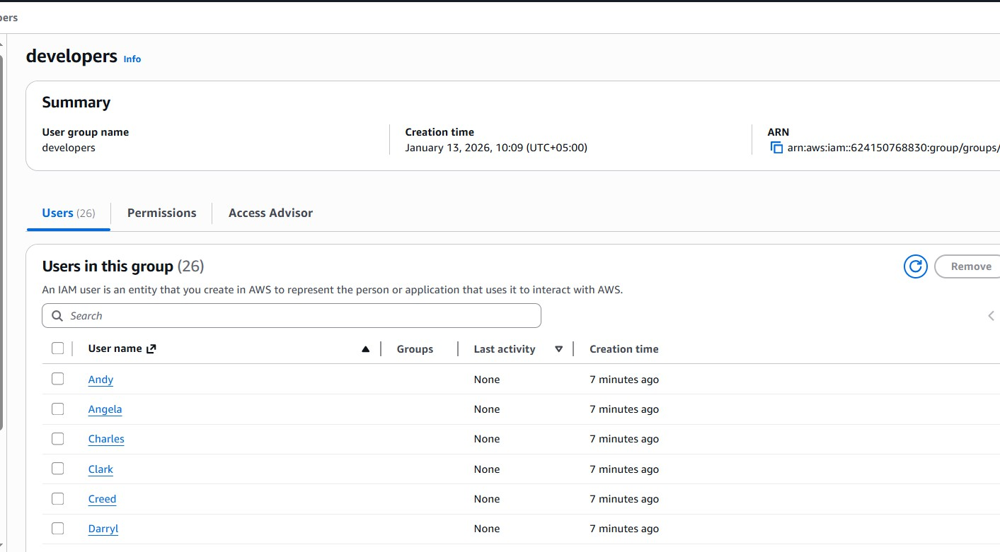 developers Info
Summary
User group name
developers
Creation time
January 13, 2026, 10:09 (UTC+05:00)
ARN
arn:aws:iam::624150768830:group/groups/
Users (26)
Permissions
Access Advisor
Users in this group (26)
Remove
An IAM user is an entity that you create in AWS to represent the person or application that uses it to interact with AWS.
Search
User name Groups Last activity Creation time
Andy None 7 minutes ago
Angela None 7 minutes ago
Charles None 7 minutes ago
Clark None 7 minutes ago
Creed None 7 minutes ago
Darryl None 7 minutes ago